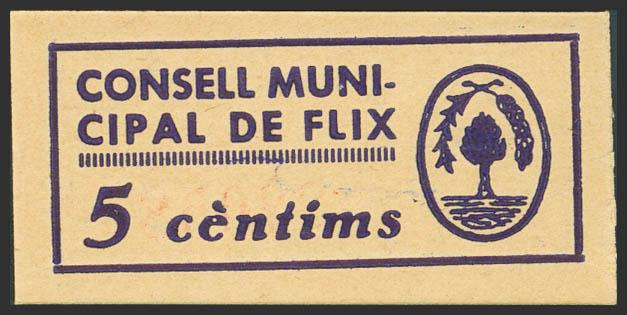 CONSELL MUNI-
CIPAL DE FLIX
5 cèntims